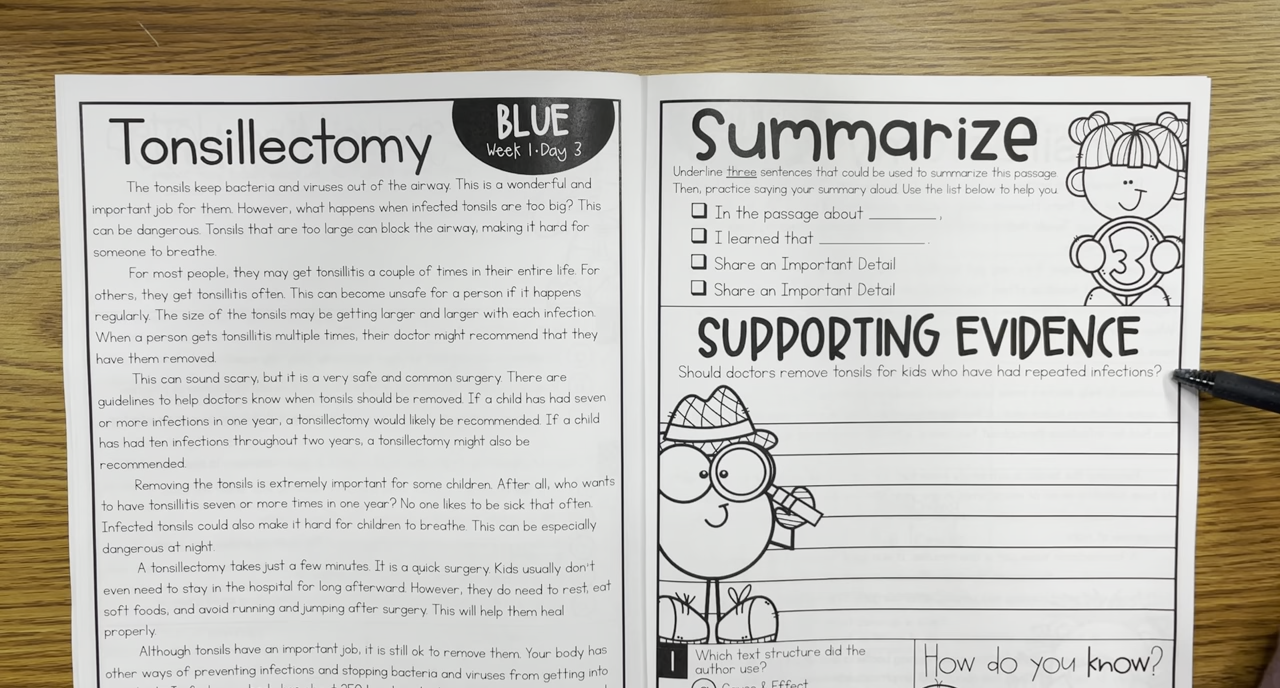 Tonsillectomy
BLUE
Week 1·Day 3
The tonsils keep bacteria and viruses out of the airway. This is a wonderful and
important job for them. However, what happens when infected tonsils are too big? This
can be dangerous. Tonsils that are too large can block the airway, making it hard for
someone to breathe.
For most people, they may get tonsillitis a couple of times in their entire life. For
others, they get tonsillitis often. This can become unsafe for a person if it happens
regularly. The size of the tonsils may be getting larger and larger with each infection.
When a person gets tonsillitis multiple times, their doctor might recommend that they
have them removed.
This can sound scary, but it is a very safe and common surgery. There are
guidelines to help doctors know when tonsils should be removed. If a child has had seven
or more infections in one year, a tonsillectomy would likely be recommended. If a child
has had ten infections throughout two years, a tonsillectomy might also be
recommended.
Removing the tonsils is extremely important for some children. After all, who wants
to have tonsillitis seven or more times in one year? No one likes to be sick that often.
Infected tonsils could also make it hard for children to breathe. This can be especially
dangerous at night.
A tonsillectomy takes just a few minutes. It is a quick surgery. Kids usually don't
even need to stay in the hospital for long afterward. However, they do need to rest, eat
soft foods, and avoid running and jumping after surgery. This will help them heal
properly.
Although tonsils have an important job, it is still ok to remove them. Your body has
other ways of preventing infections and stopping bacteria and viruses from getting into
Summarize
Underline three sentences that could be used to summarize this passage.
Then, practice saying your summary aloud. Use the list below to help you.
In the passage about ________,
I learned that ____________.
Share an Important Detail
Share an Important Detail
3
SUPPORTING EVIDENCE
Should doctors remove tonsils for kids who have had repeated infections?
1
Which text structure did the
author use?
Cause & Effect
How do you know?